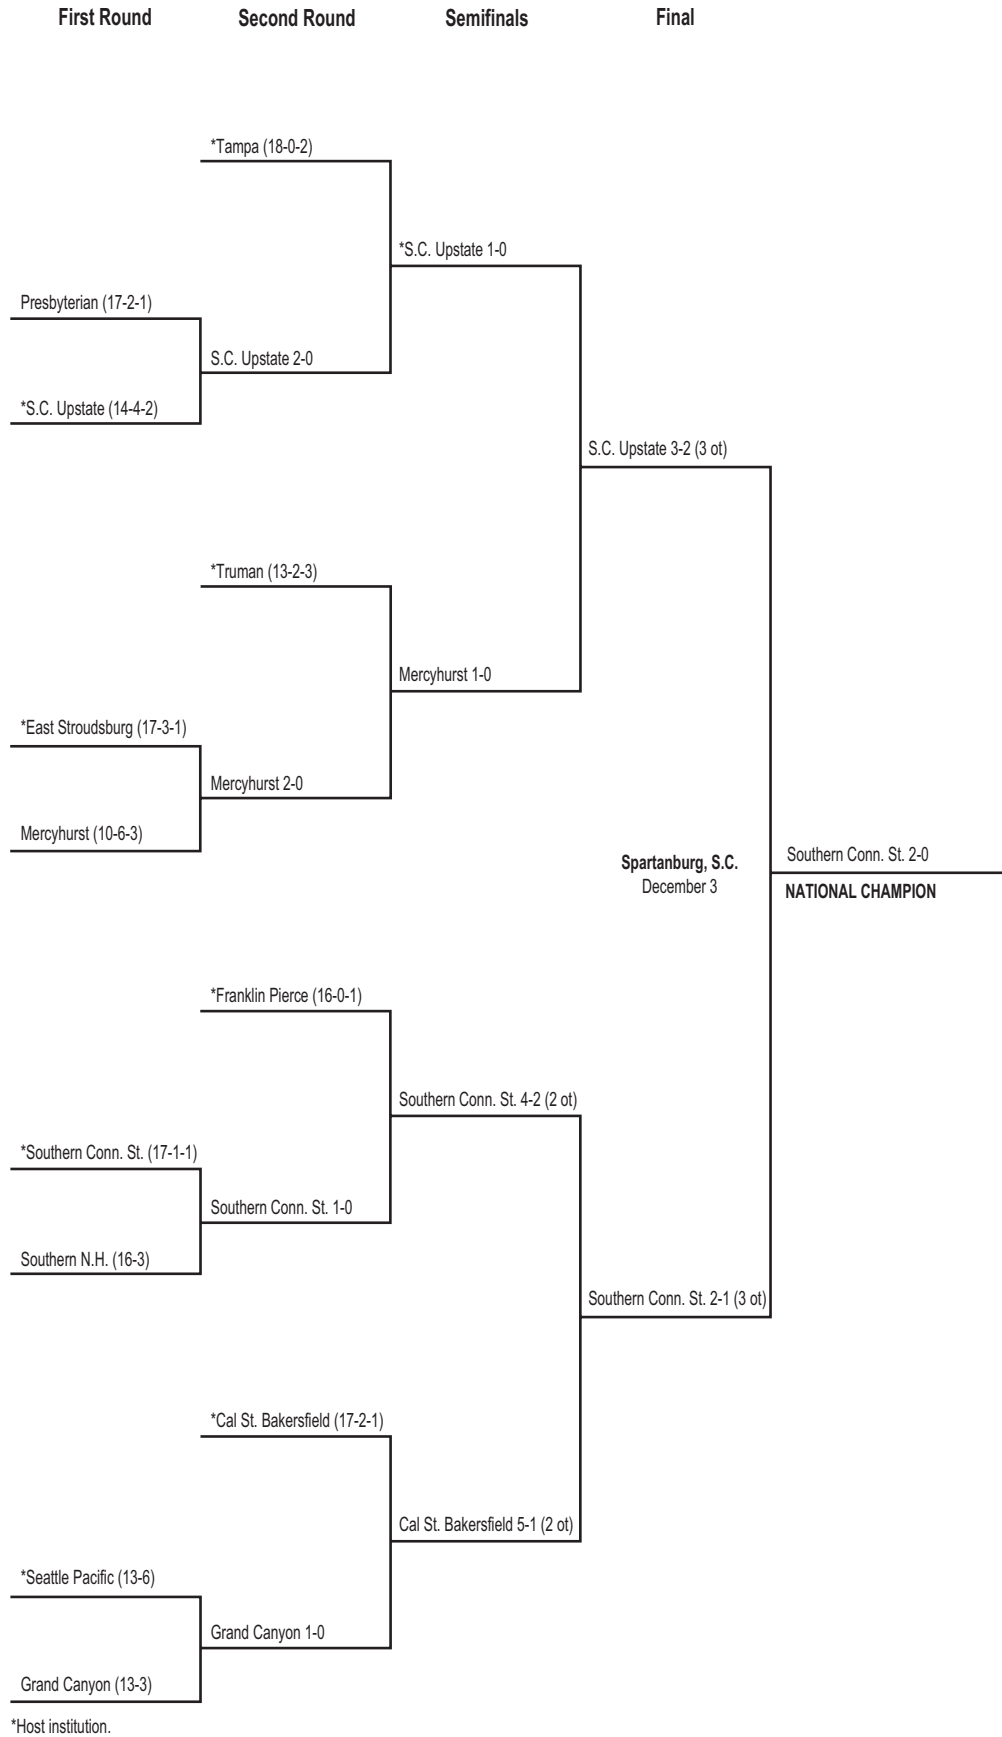 First Round Second Round Semifinals Final
*Tampa (18-0-2)
*S.C. Upstate 1-0
Presbyterian (17-2-1)
S.C. Upstate 2-0
*S.C. Upstate (14-4-2)
S.C. Upstate 3-2 (3 ot)
*Truman (13-2-3)
Mercyhurst 1-0
*East Stroudsburg (17-3-1)
Mercyhurst 2-0
Mercyhurst (10-6-3)
Spartanburg, S.C.
December 3
Southern Conn. St. 2-0
NATIONAL CHAMPION
*Franklin Pierce (16-0-1)
Southern Conn. St. 4-2 (2 ot)
*Southern Conn. St. (17-1-1)
Southern Conn. St. 1-0
Southern N.H. (16-3)
Southern Conn. St. 2-1 (3 ot)
*Cal St. Bakersfield (17-2-1)
Cal St. Bakersfield 5-1 (2 ot)
*Seattle Pacific (13-6)
Grand Canyon 1-0
Grand Canyon (13-3)
*Host institution.